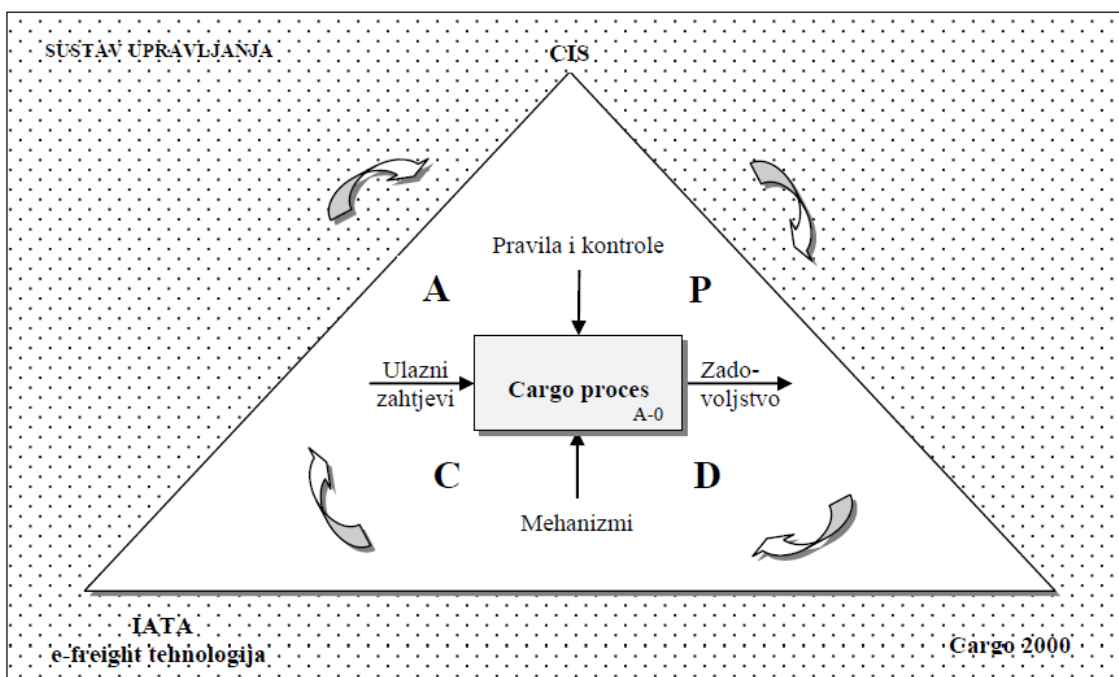 SUSTAV UPRAVLJANJA
CIS
Pravila i kontrole
A
P
Ulazni
zahtjevi
Cargo proces
A-0
Zado-
voljstvo
C
D
Mehanizmi
IATA
e-freight tehnologija
Cargo 2000